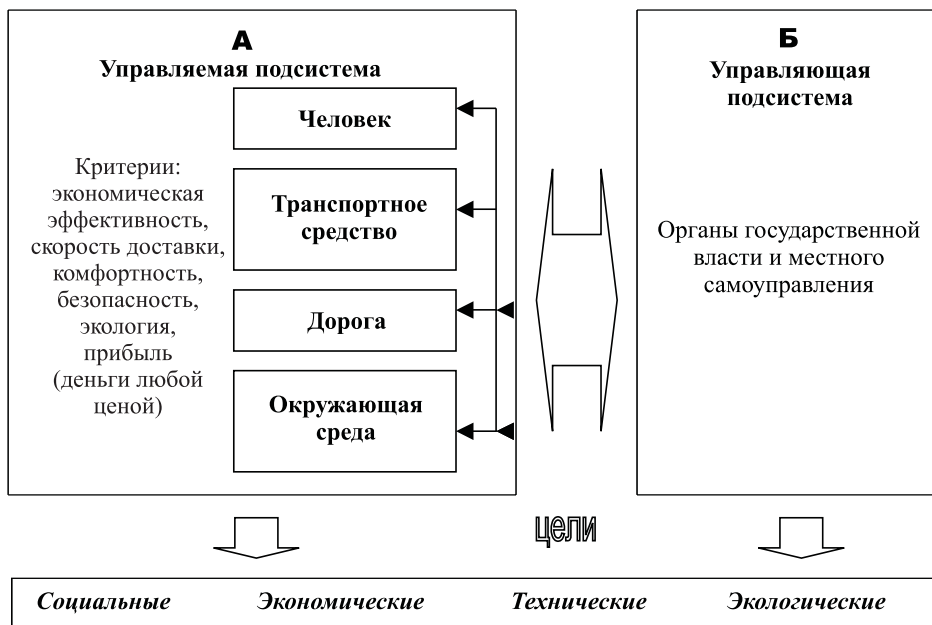 А
Управляемая подсистема
Человек
Критерии:
экономическая
эффективность,
скорость доставки,
комфортность,
безопасность,
экология,
прибыль
(деньги любой
ценой)
Транспортное
средство
Дорога
Окружающая
среда
Б
Управляющая
подсистема
Органы государственной
власти и местного
самоуправления
цели
Социальные Экономические Технические Экологические